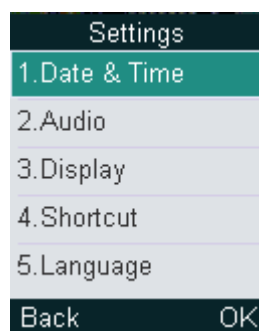 Settings
1.Date & Time
2.Audio
3.Display
4.Shortcut
5.Language
Back OK